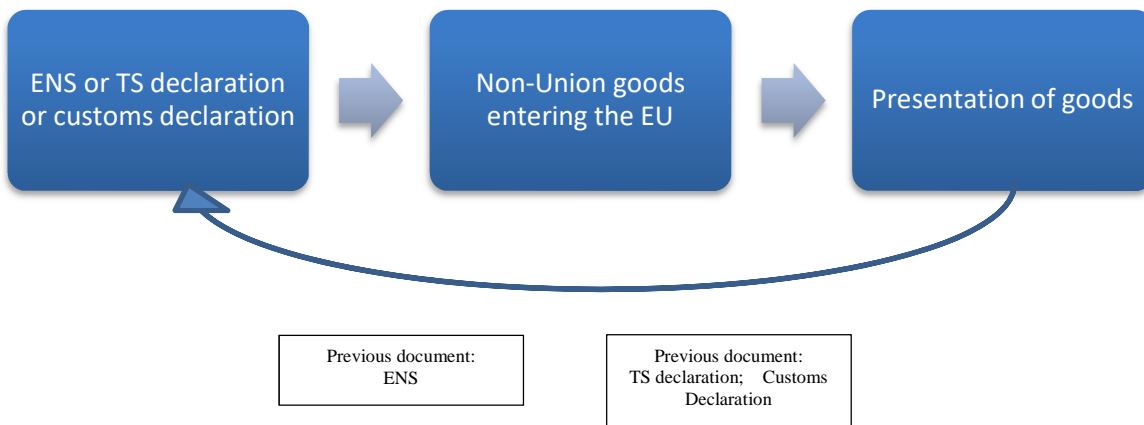 ENS or TS declaration
or customs declaration
Non-Union goods
entering the EU
Presentation of goods
Previous document:
ENS
Previous document:
TS declaration; Customs
Declaration